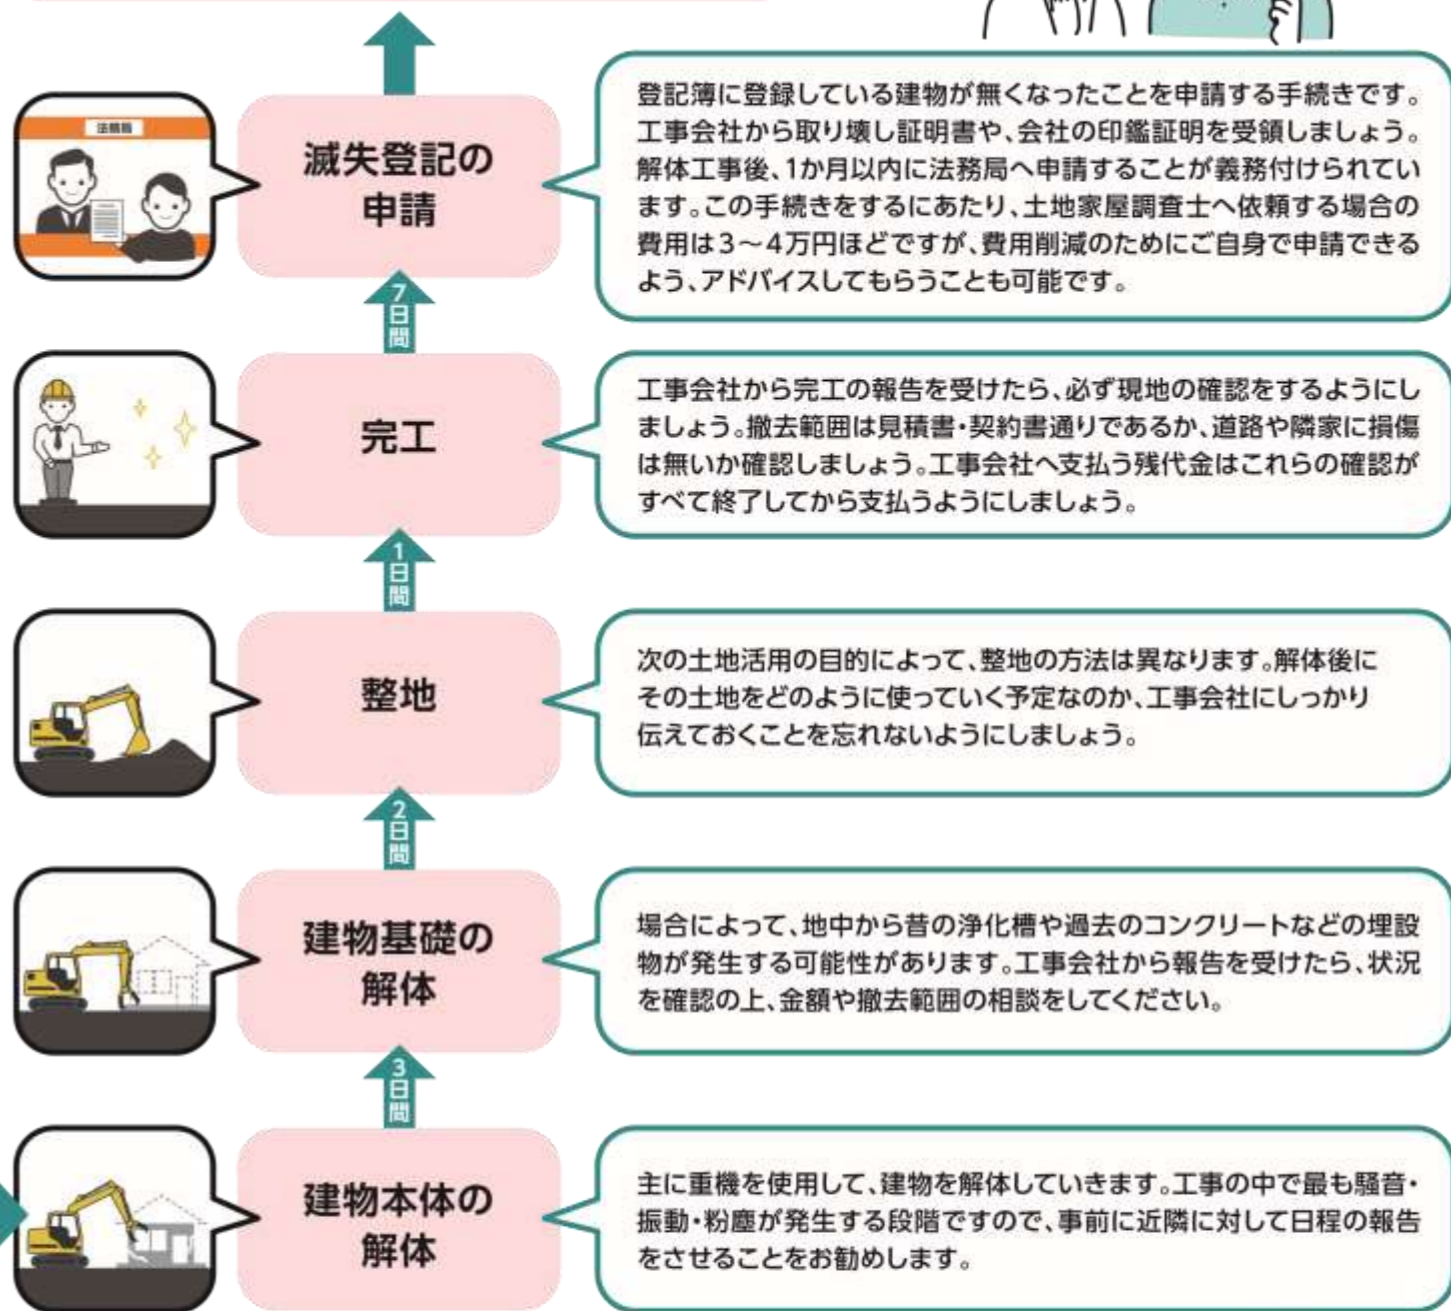 法務局
滅失登記の
申請
登記簿に登録している建物が無くなったことを申請する手続きです。
工事会社から取り壊し証明書や、会社の印鑑証明を受領しましょう。
解体工事後、1か月以内に法務局へ申請することが義務付けられてい
ます。この手続きをするにあたり、土地家屋調査士へ依頼する場合の
費用は3〜4万円ほどですが、費用削減のためにご自身で申請できる
よう、アドバイスしてもらうことも可能です。
7日間
完工
工事会社から完工の報告を受けたら、必ず現地の確認をするようにし
ましょう。撤去範囲は見積書・契約書通りであるか、道路や隣家に損傷
は無いか確認しましょう。工事会社へ支払う残代金はこれらの確認が
すべて終了してから支払うようにしましょう。
1日間
整地
次の土地活用の目的によって、整地の方法は異なります。解体後に
その土地をどのように使っていく予定なのか、工事会社にしっかり
伝えておくことを忘れないようにしましょう。
2日間
建物基礎の
解体
場合によって、地中から昔の浄化槽や過去のコンクリートなどの埋設
物が発生する可能性があります。工事会社から報告を受けたら、状況
を確認の上、金額や撤去範囲の相談をしてください。
3日間
建物本体の
解体
主に重機を使用して、建物を解体していきます。工事の中で最も騒音・
振動・粉塵が発生する段階ですので、事前に近隣に対して日程の報告
をさせることをお勧めします。